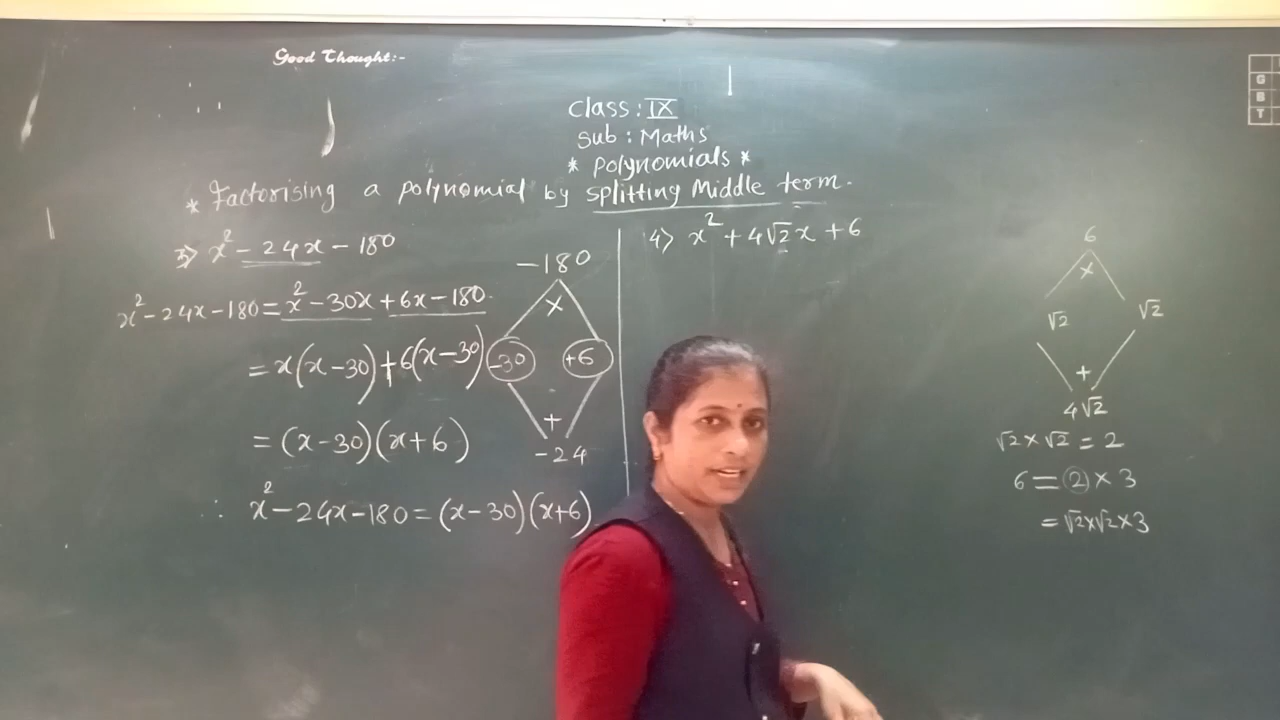 Good Thought:-
Class: IX
Sub : Maths
* Polynomials *
* Factorising a polynomial by splitting Middle term.
3> x² - 24x - 180
x² - 24x - 180 = x² - 30x + 6x - 180
= x(x-30)+6(x-30)
= (x-30)(x+6)
∴ x² - 24x - 180 = (x-30)(x+6)
-180
×
-30 +6
+
-24
4> x² + 4√2x + 6
6
×
√2 √2
+
4√2
√2 × √2 = 2
6 = 2 × 3
= √2×√2×3
G
B
T